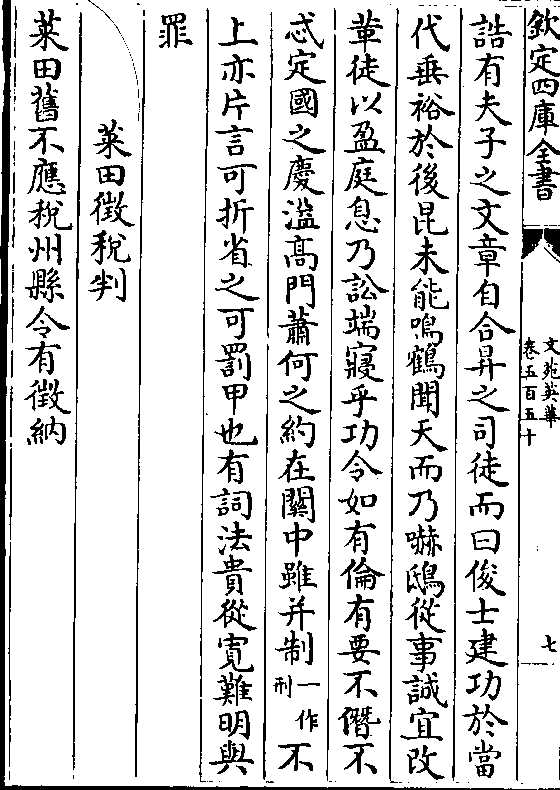 欽定四庫全書
文苑英華
卷五百五十
七
誥有夫子之文章自合昇之司徒而曰俊士建功於當
代垂裕於後昆未能鳴鶴聞天而乃嚇鴟從事誠宜改
葦徒以盈庭息乃訟端寢乎功令如有倫有要不僭不
忒定國之慶溢高門蕭何之約在關中雖并制一作刑不
上亦片言可折省之可罰甲也有詞法貴從寬難明與
罪
萊田徵稅判
萊田舊不應稅州縣令有徵納